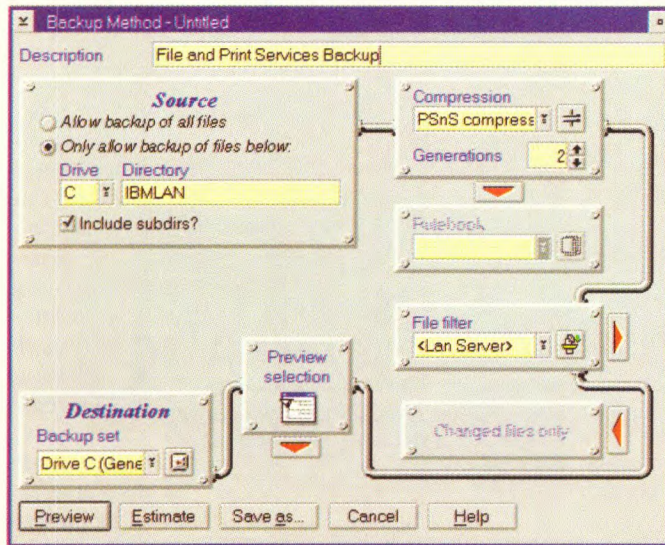 Backup Method - Untitled
Description File and Print Services Backup
Source
Allow backup of all files
Only allow backup of files below:
Drive Directory
C IBMLAN
Include subdirs?
Compression
PSnS compress
Generations 2
Rulebook
File filter
<Lan Server>
Changed files only
Preview
selection
Destination
Backup set
Drive C (Gene
Preview Estimate Save as... Cancel Help